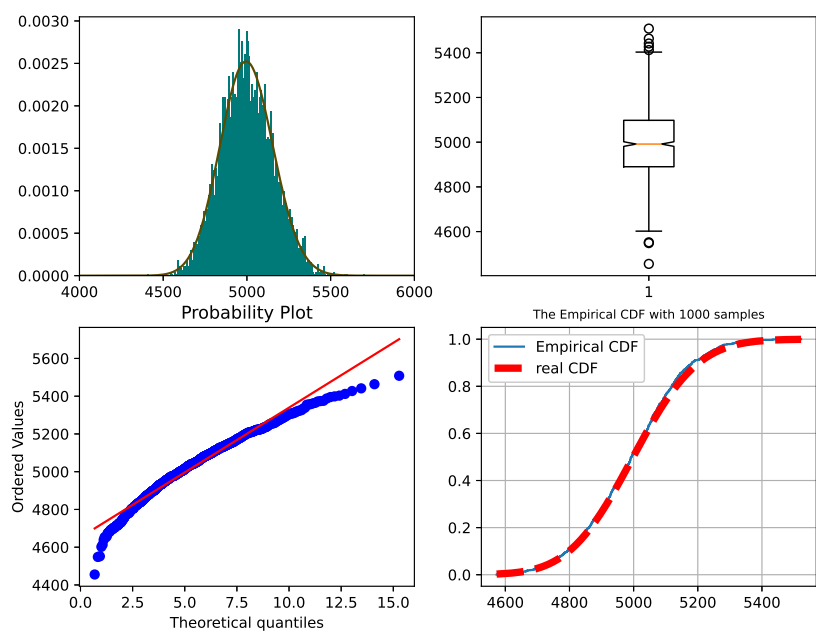 0.0030
0.0025
0.0020
0.0015
0.0010
0.0005
0.0000
4000 4500 5000 5500 6000
5400
5200
5000
4800
4600
1
Probability Plot
Ordered Values
5600
5400
5200
5000
4800
4600
4400
0.0 2.5 5.0 7.5 10.0 12.5 15.0
Theoretical quantiles
The Empirical CDF with 1000 samples
Empirical CDF
real CDF
1.0
0.8
0.6
0.4
0.2
0.0
4600 4800 5000 5200 5400